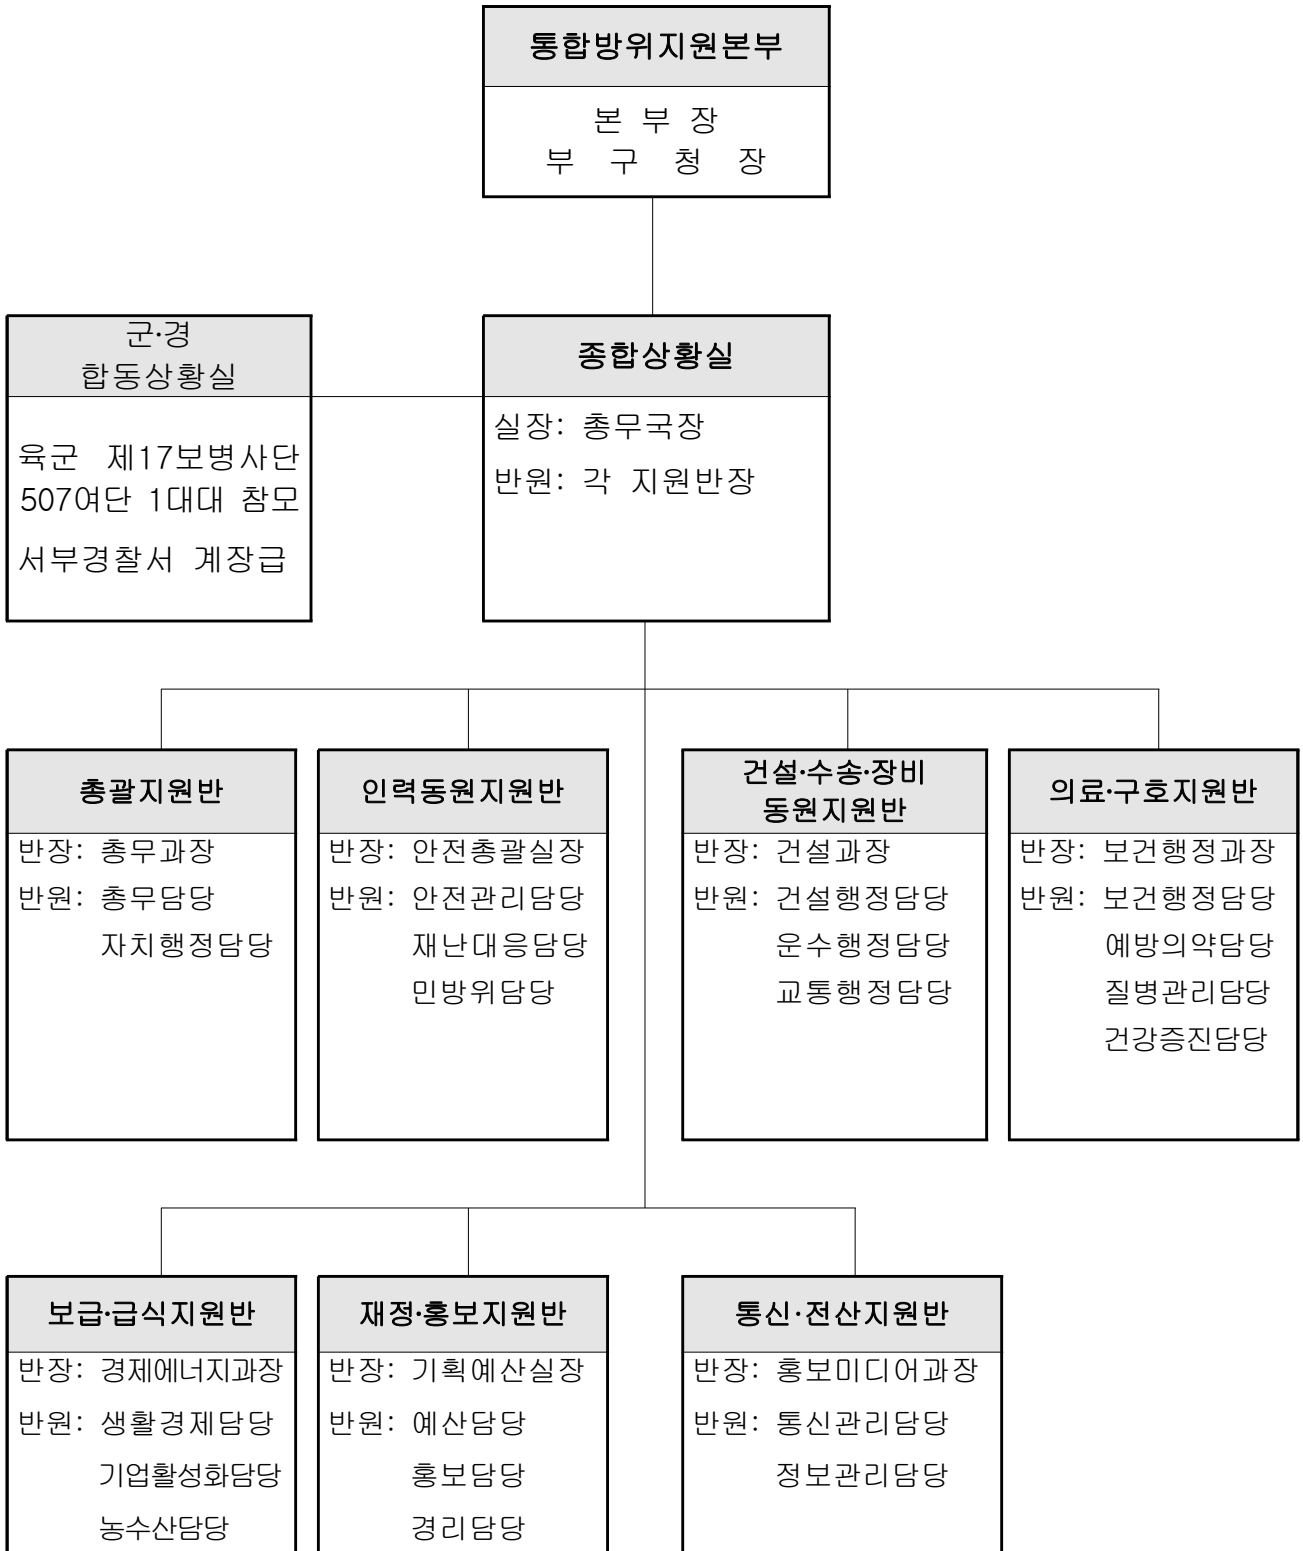 통합방위지원본부
본 부 장
부 구 청 장
군·경
합동상황실
육군 제17보병사단
507여단 1대대 참모
서부경찰서 계장급
종합상황실
실장: 총무국장
반원: 각 지원반장
총괄지원반
반장: 총무과장
반원: 총무담당
자치행정담당
인력동원지원반
반장: 안전총괄실장
반원: 안전관리담당
재난대응담당
민방위담당
건설·수송·장비
동원지원반
반장: 건설과장
반원: 건설행정담당
운수행정담당
교통행정담당
의료·구호지원반
반장: 보건행정과장
반원: 보건행정담당
예방의약담당
질병관리담당
건강증진담당
보급·급식지원반
반장: 경제에너지과장
반원: 생활경제담당
기업활성화담당
농수산담당
재정·홍보지원반
반장: 기획예산실장
반원: 예산담당
홍보담당
경리담당
통신·전산지원반
반장: 홍보미디어과장
반원: 통신관리담당
정보관리담당